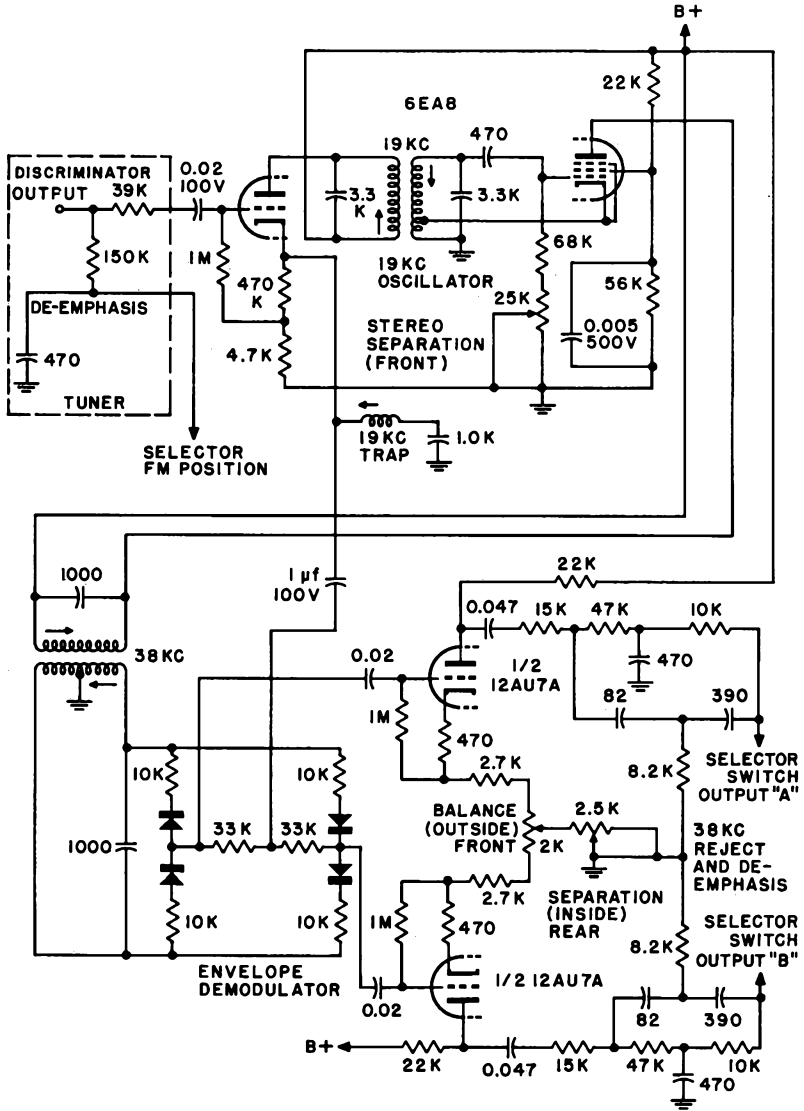 B+
22K
6EA8
470
19KC
DISCRIMINATOR
OUTPUT
39K
0.02
100V
3.3
K
3.3K
150K
1M
470
K
68K
19KC
OSCILLATOR
25K
56K
DE-EMPHASIS
STEREO
SEPARATION
(FRONT)
0.005
500V
470
4.7K
TUNER
19KC
TRAP
1.0K
SELECTOR
FM POSITION
1000
1 µf
100V
22K
0.047
15K
47K
10K
38KC
0.02
1/2
12AU7A
470
82
390
1M
470
SELECTOR
SWITCH
OUTPUT "A"
10K
10K
2.7K
8.2K
BALANCE
(OUTSIDE)
FRONT
2.5K
2K
33K
33K
1000
38KC
REJECT
AND DE-
EMPHASIS
2.7K
SEPARATION
(INSIDE)
REAR
10K
10K
1M
470
SELECTOR
SWITCH
OUTPUT "B"
8.2K
ENVELOPE
DEMODULATOR
0.02
1/2 12AU7A
82
390
B+
22K
0.047
15K
47K
10K
470